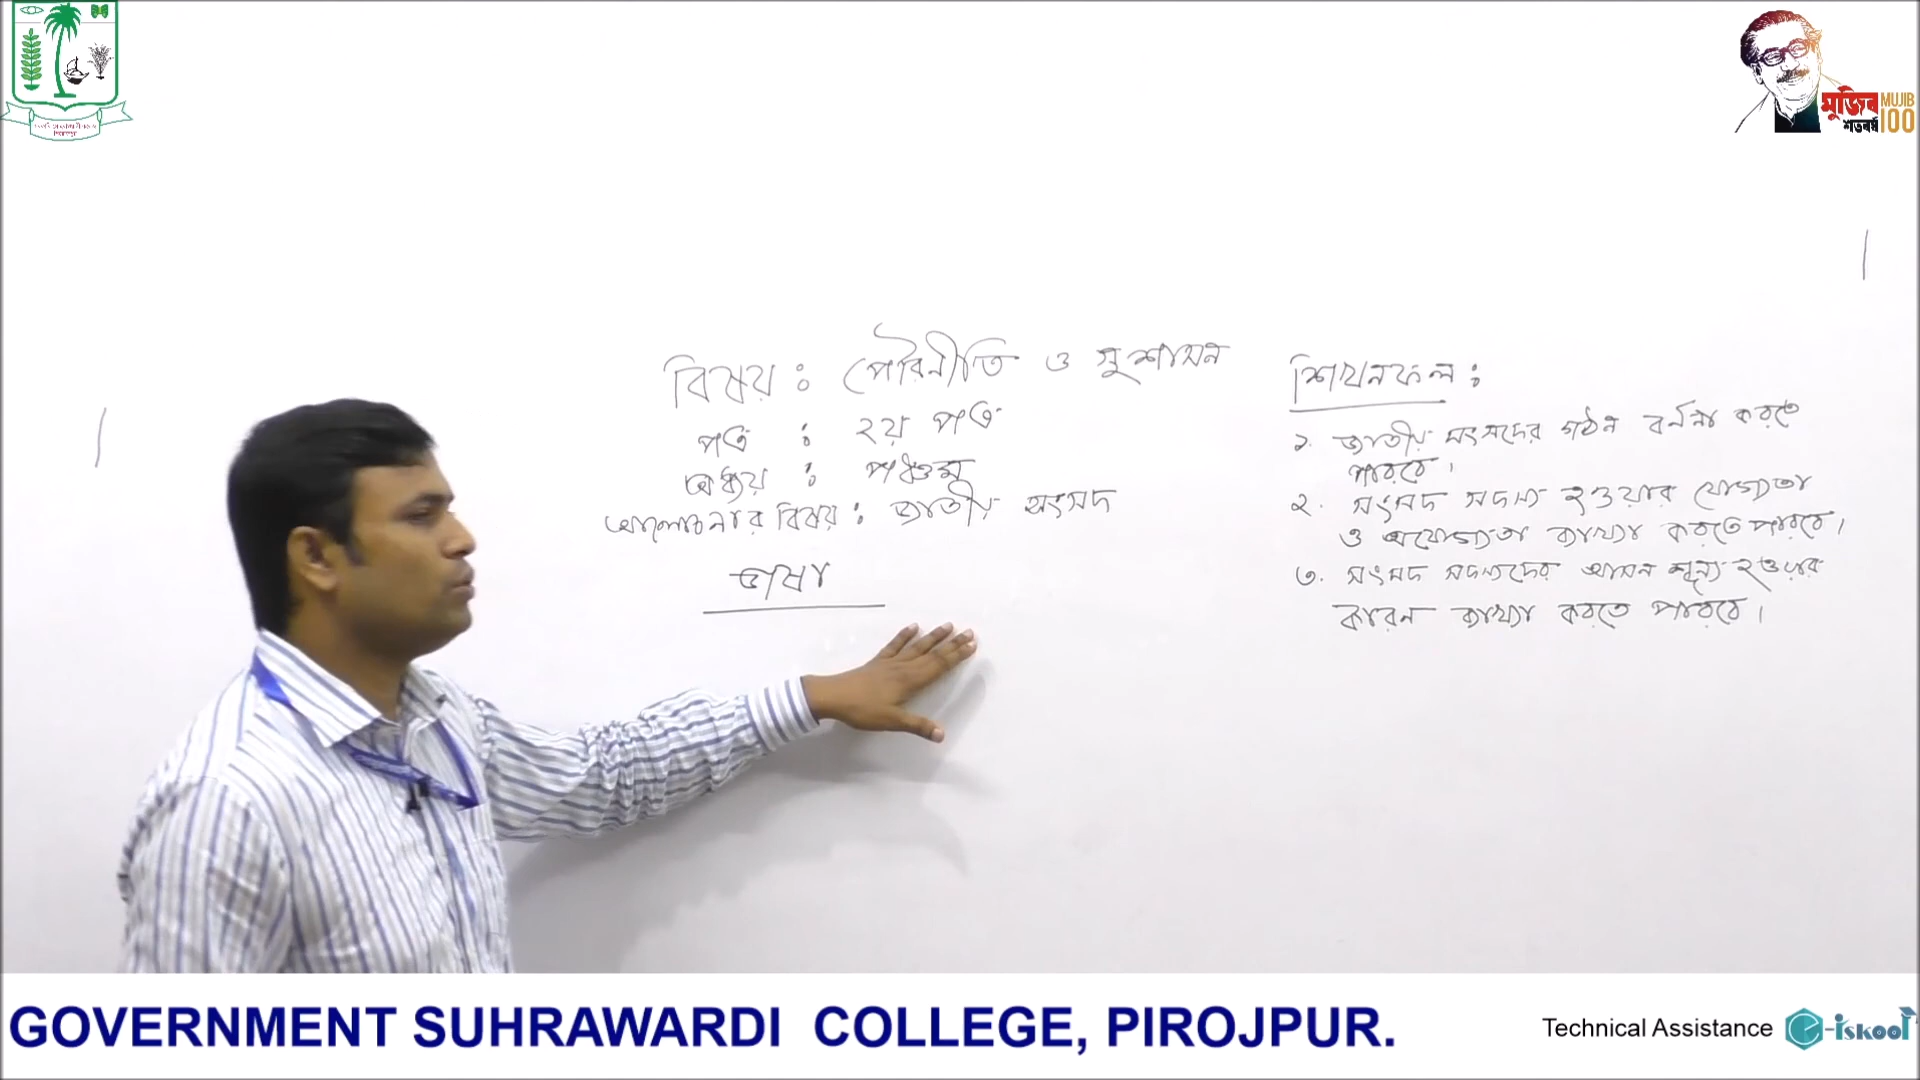 মুজিব MUJIB
শতবর্ষ 100
বিষয় : পৌরনীতি ও সুশাসন
পত্র : ২য় পত্র
অধ্যায় : পঞ্চম
আলোচনার বিষয় : জাতীয় সংসদ
শিখনফল :
১. জাতীয় সংসদের গঠন বর্ণনা করতে
পারবে।
২. সংসদ সদস্য হওয়ার যোগ্যতা
ও অযোগ্যতা ব্যাখ্যা করতে পারবে।
৩. সংসদ সদস্যদের আসন শূন্য হওয়ার
কারন ব্যাখ্যা করতে পারবে।
GOVERNMENT SUHRAWARDI COLLEGE, PIROJPUR.
Technical Assistance e-iskool